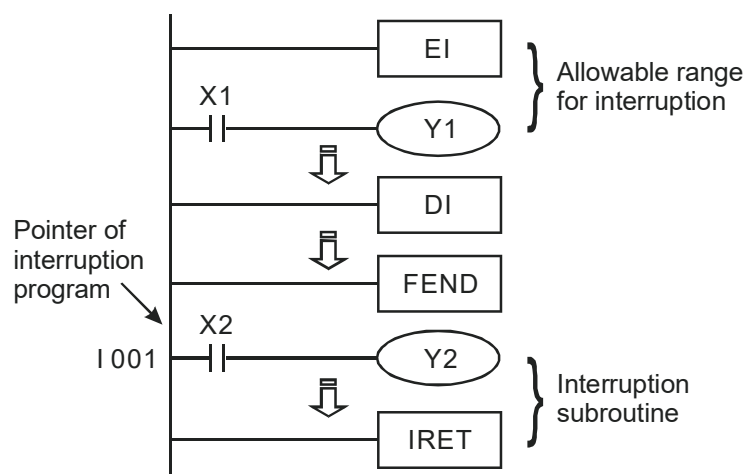 EI
Allowable range
for interruption
X1
Y1
DI
Pointer of
interruption
program
FEND
X2
I 001
Y2
Interruption
subroutine
IRET